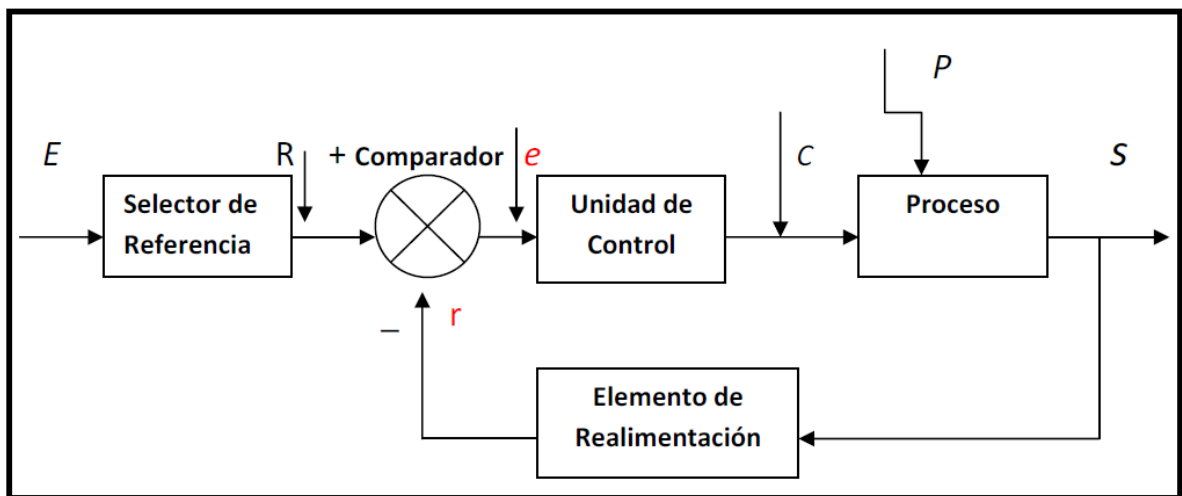 P
E
R
+ Comparador
e
C
S
Selector de
Referencia
Unidad de
Control
Proceso
–
r
Elemento de
Realimentación